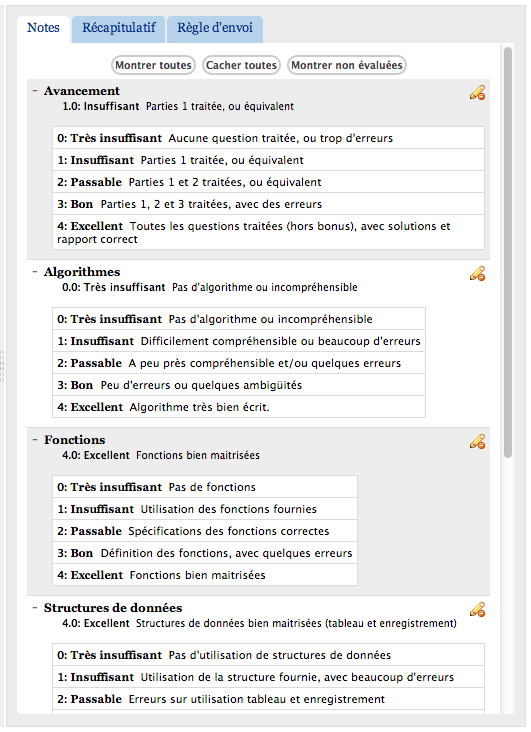 Notes Récapitulatif Règle d'envoi
Montrer toutes Cacher toutes Montrer non évaluées
- Avancement
1.0: Insuffisant Parties 1 traitée, ou équivalent
0: Très insuffisant Aucune question traitée, ou trop d'erreurs
1: Insuffisant Parties 1 traitée, ou équivalent
2: Passable Parties 1 et 2 traitées, ou équivalent
3: Bon Parties 1, 2 et 3 traitées, avec des erreurs
4: Excellent Toutes les questions traitées (hors bonus), avec solutions et
rapport correct
- Algorithmes
0.0: Très insuffisant Pas d'algorithme ou incompréhensible
0: Très insuffisant Pas d'algorithme ou incompréhensible
1: Insuffisant Difficilement compréhensible ou beaucoup d'erreurs
2: Passable A peu près compréhensible et/ou quelques erreurs
3: Bon Peu d'erreurs ou quelques ambigüités
4: Excellent Algorithme très bien écrit.
- Fonctions
4.0: Excellent Fonctions bien maitrisées
0: Très insuffisant Pas de fonctions
1: Insuffisant Utilisation des fonctions fournies
2: Passable Spécifications des fonctions correctes
3: Bon Définition des fonctions, avec quelques erreurs
4: Excellent Fonctions bien maitrisées
- Structures de données
4.0: Excellent Structures de données bien maitrisées (tableau et enregistrement)
0: Très insuffisant Pas d'utilisation de structures de données
1: Insuffisant Utilisation de la structure fournie, avec beaucoup d'erreurs
2: Passable Erreurs sur utilisation tableau et enregistrement